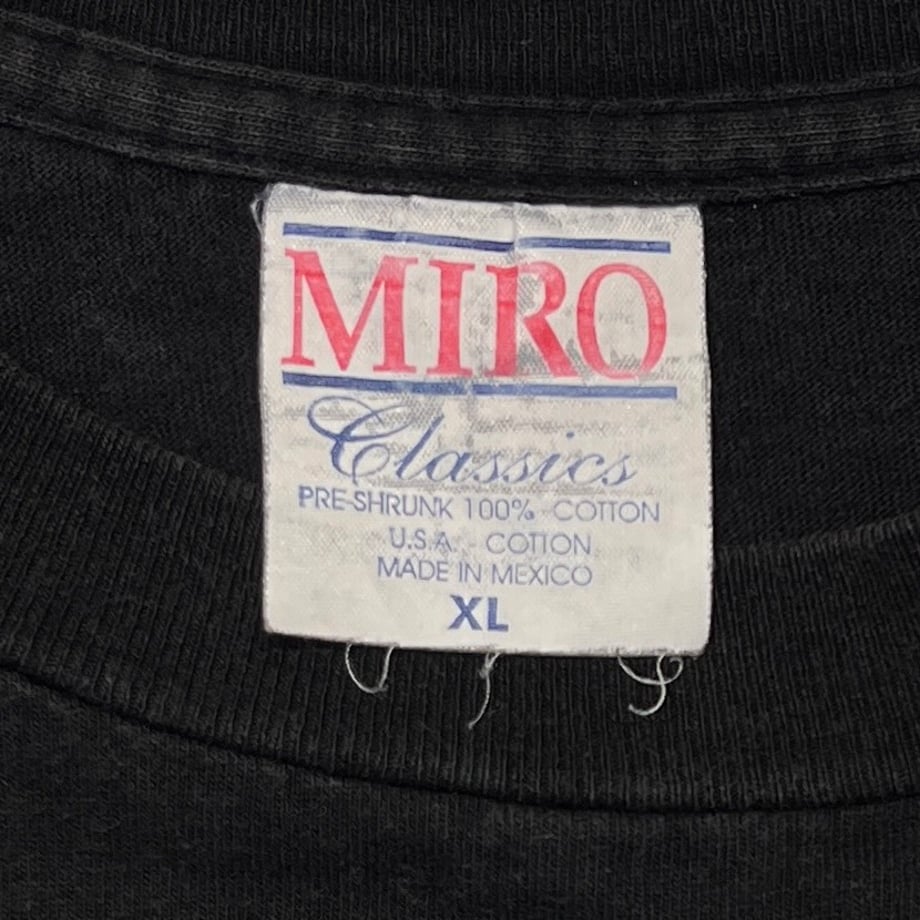 MIRO
Classics
PRE-SHRUNK 100% COTTON
U.S.A. - COTTON
MADE IN MEXICO
XL